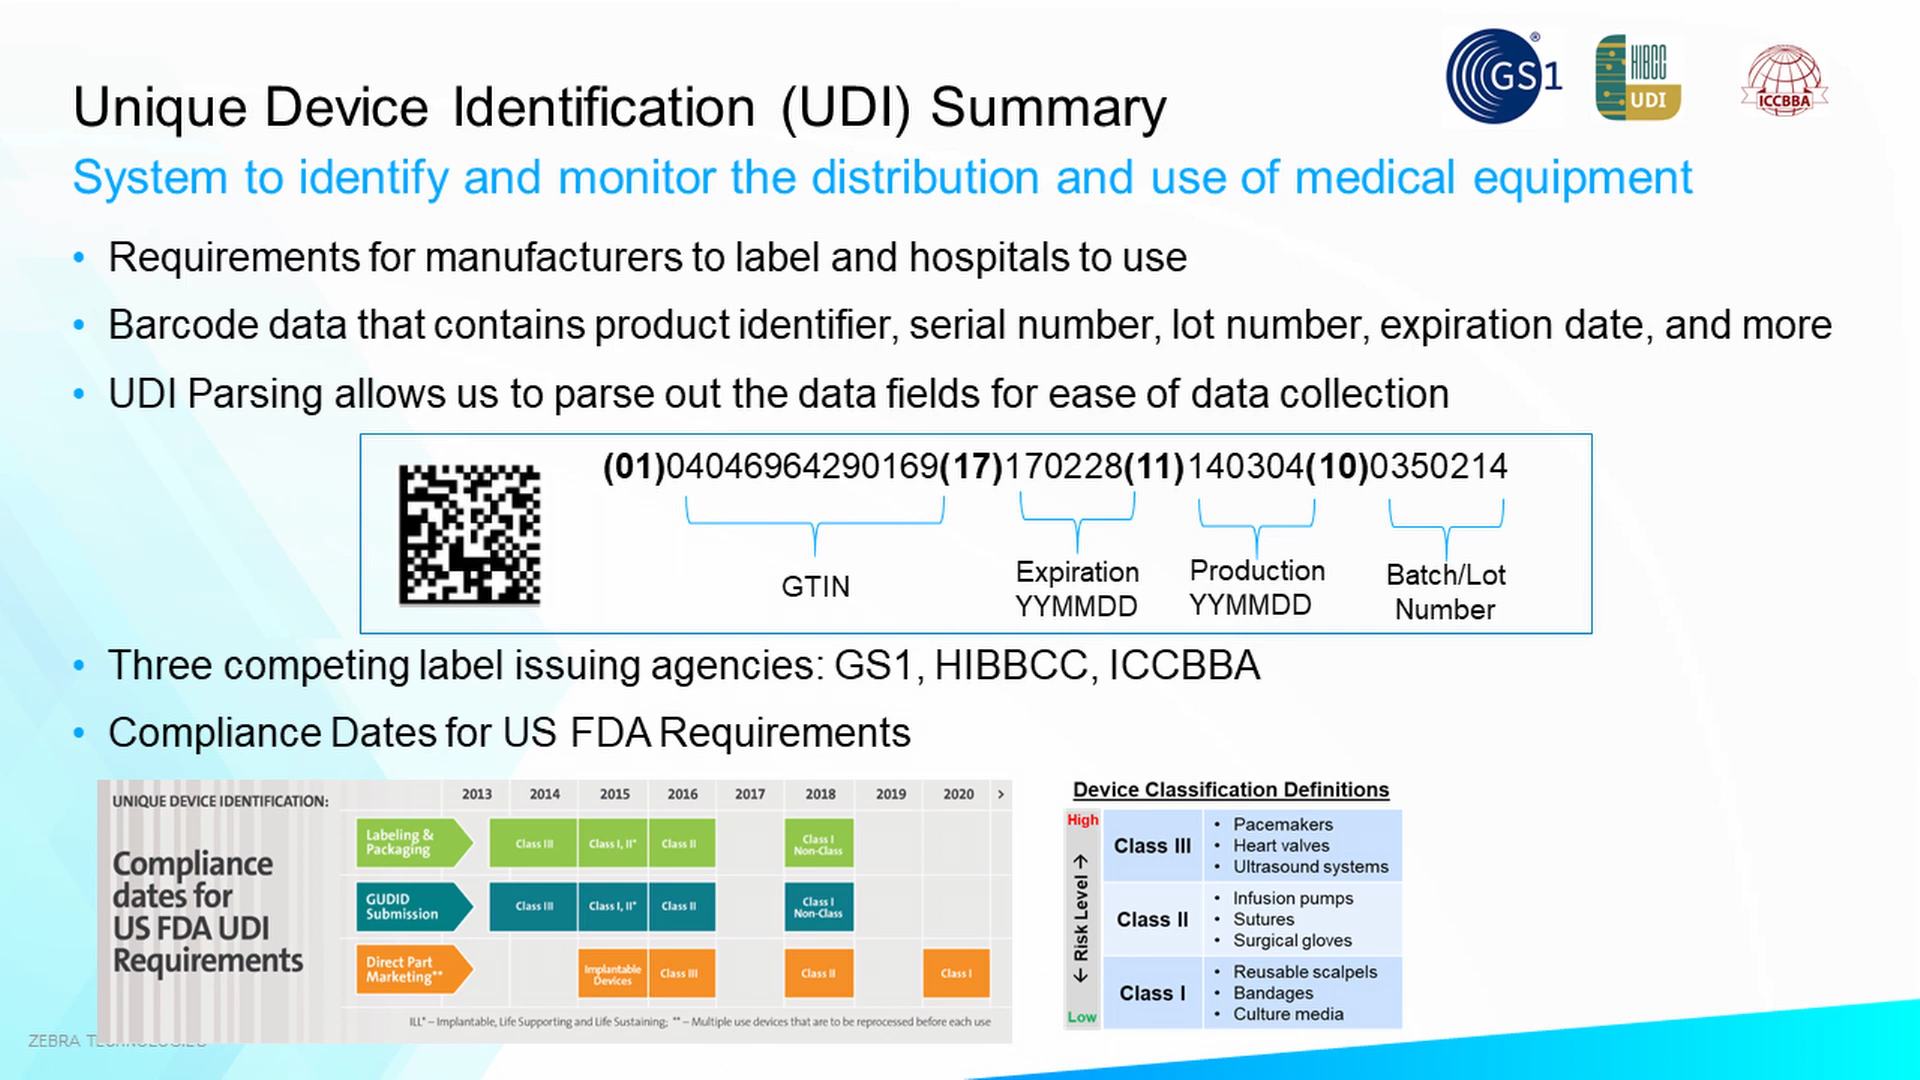 GS1
HIBCC
UDI
ICCBBA
Unique Device Identification (UDI) Summary
System to identify and monitor the distribution and use of medical equipment
• Requirements for manufacturers to label and hospitals to use
• Barcode data that contains product identifier, serial number, lot number, expiration date, and more
• UDI Parsing allows us to parse out the data fields for ease of data collection
(01)04046964290169(17)170228(11)140304(10)0350214
GTIN
Expiration
YYMMDD
Production
YYMMDD
Batch/Lot
Number
• Three competing label issuing agencies: GS1, HIBBCC, ICCBBA
• Compliance Dates for US FDA Requirements
UNIQUE DEVICE IDENTIFICATION:
Compliance
dates for
US FDA UDI
Requirements
2013 2014 2015 2016 2017 2018 2019 2020 >
Labeling &
Packaging
Class III
Class I, II*
Class II
Class I
Non-Class
GUDID
Submission
Class III
Class I, II*
Class II
Class I
Non-Class
Direct Part
Marketing**
Implantable
Devices
Class III
Class II
Class I
ILL* – Implantable, Life Supporting and Life Sustaining; ** – Multiple use devices that are to be reprocessed before each use
Device Classification Definitions
High
← Risk Level →
Low
Class III
• Pacemakers
• Heart valves
• Ultrasound systems
Class II
• Infusion pumps
• Sutures
• Surgical gloves
Class I
• Reusable scalpels
• Bandages
• Culture media
ZEBRA TECHNOLOGIES